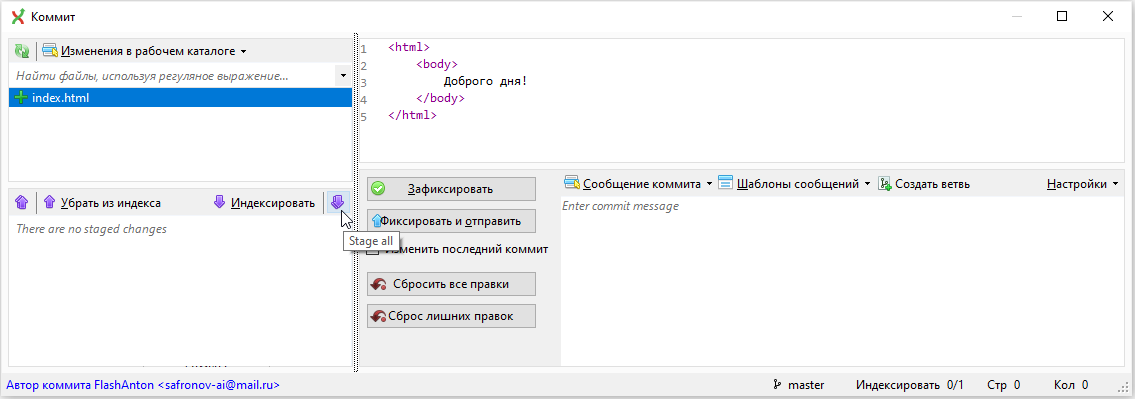 Коммит
Изменения в рабочем каталоге
Найти файлы, используя регуляное выражение...
index.html
1 <html>
2 <body>
3 Доброго дня!
4 </body>
5 </html>
Убрать из индекса
Индексировать
There are no staged changes
Stage all
Зафиксировать
Фиксировать и отправить
Изменить последний коммит
Сбросить все правки
Сброс лишних правок
Сообщение коммита
Шаблоны сообщений
Создать ветвь
Настройки
Enter commit message
Автор коммита FlashAnton <safronov-ai@mail.ru>
master
Индексировать 0/1
Стр 0
Кол 0